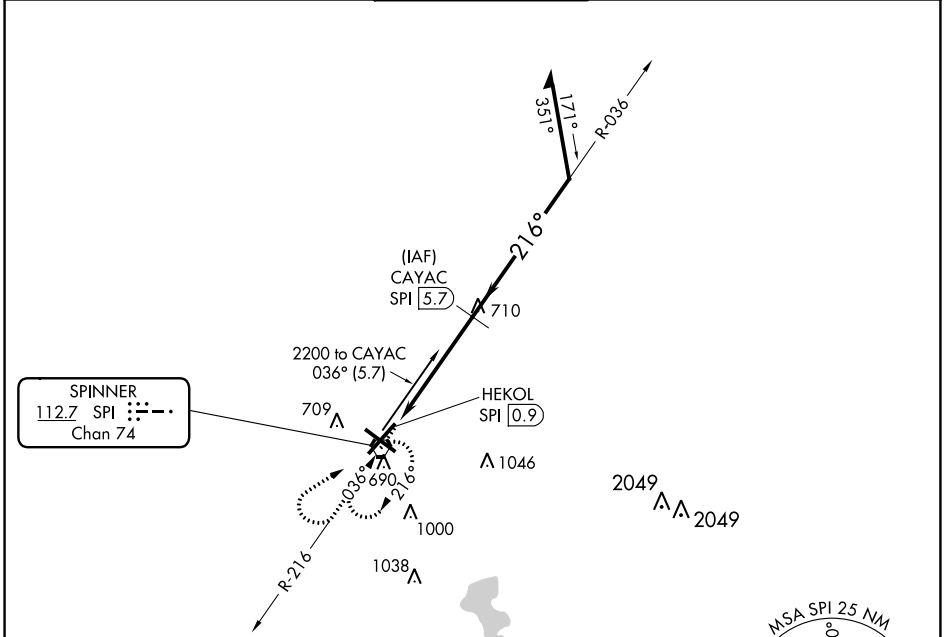 171°
351°
R-036
216°
(IAF)
CAYAC
SPI 5.7
710
2200 to CAYAC
036° (5.7)
SPINNER
112.7 SPI
Chan 74
709
HEKOL
SPI 0.9
1046
690
036°
216°
2049
2049
1000
1038
R-216
MSA SPI 25 NM